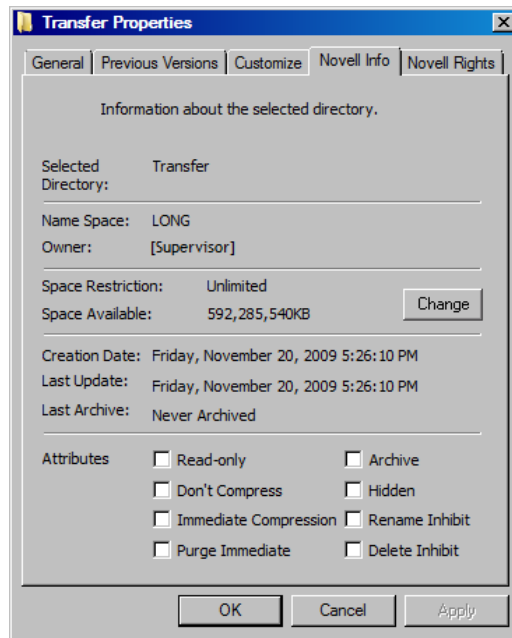 Transfer Properties
General Previous Versions Customize Novell Info Novell Rights
Information about the selected directory.
Selected Directory: Transfer
Name Space: LONG
Owner: [Supervisor]
Space Restriction: Unlimited
Space Available: 592,285,540KB
Change
Creation Date: Friday, November 20, 2009 5:26:10 PM
Last Update: Friday, November 20, 2009 5:26:10 PM
Last Archive: Never Archived
Attributes Read-only Archive
Don't Compress Hidden
Immediate Compression Rename Inhibit
Purge Immediate Delete Inhibit
OK Cancel Apply